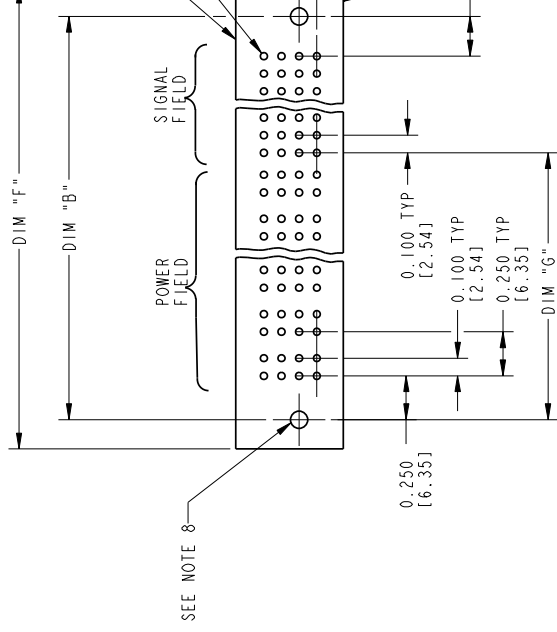 DIM "F"
DIM "B"
SIGNAL
FIELD
POWER
FIELD
SEE NOTE 8
0.250
[6.35]
0.100 TYP
[2.54]
0.100 TYP
[2.54]
0.250 TYP
[6.35]
DIM "G"